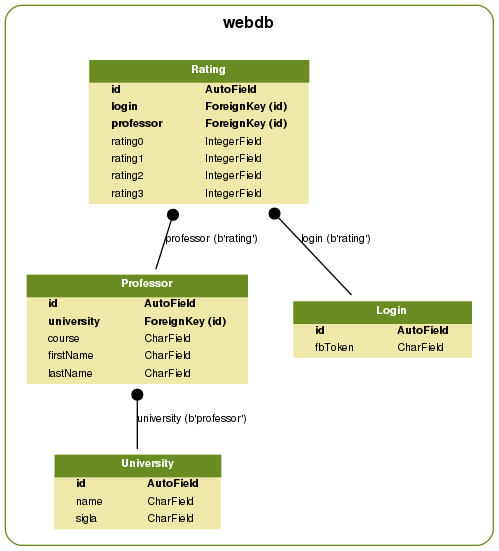 webdb
Rating
id AutoField
login ForeignKey (id)
professor ForeignKey (id)
rating0 IntegerField
rating1 IntegerField
rating2 IntegerField
rating3 IntegerField
professor (b'rating')
login (b'rating')
Professor
id AutoField
university ForeignKey (id)
course CharField
firstName CharField
lastName CharField
Login
id AutoField
fbToken CharField
university (b'professor')
University
id AutoField
name CharField
sigla CharField